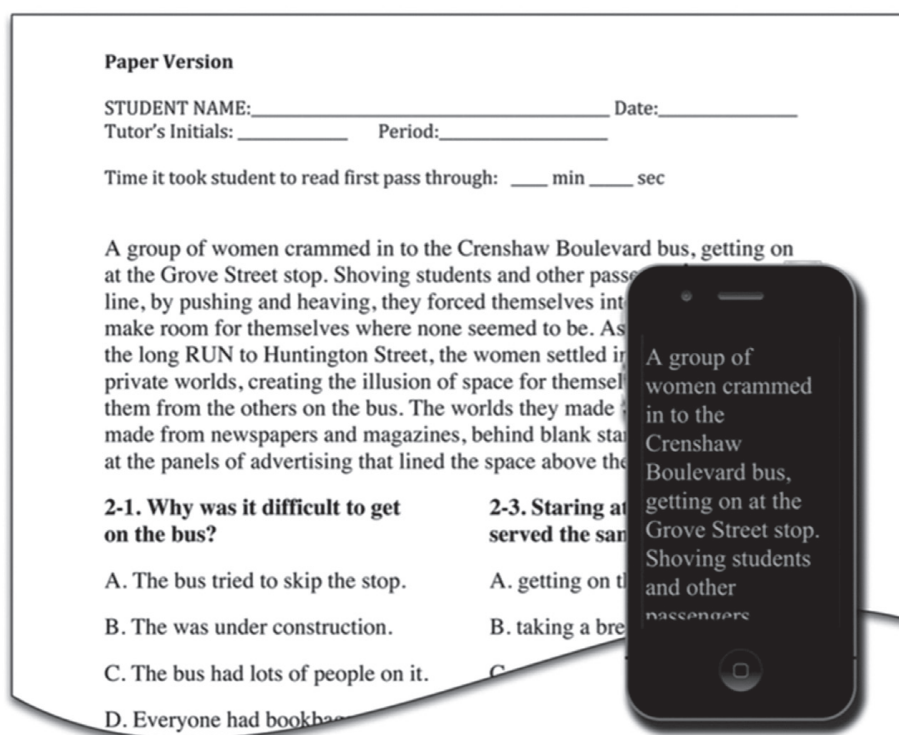 Paper Version
STUDENT NAME:____ Date:____
Tutor's Initials: ____ Period:____
Time it took student to read first pass through: ____ min ____ sec
A group of women crammed in to the Crenshaw Boulevard bus, getting on
at the Grove Street stop. Shoving students and other
line, by pushing and heaving, they forced themselves
make room for themselves where none seemed to be. As
the long RUN to Huntington Street, the women settled
private worlds, creating the illusion of space for
them from the others on the bus. The worlds they made
made from newspapers and magazines, behind blank
at the panels of advertising that lined the space above
2-1. Why was it difficult to get
on the bus?
A. The bus tried to skip the stop.
B. The was under construction.
C. The bus had lots of people on it.
D. Everyone had
2-3. Staring
served the
A. getting on
B. taking a
C.
A group of
women crammed
in to the
Crenshaw
Boulevard bus,
getting on at the
Grove Street stop.
Shoving students
and other
passengers